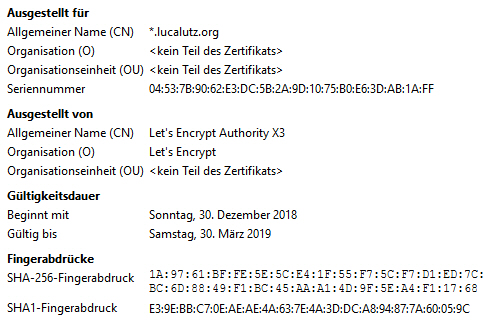 Ausgestellt für
Allgemeiner Name (CN) *.lucalutz.org
Organisation (O) <kein Teil des Zertifikats>
Organisationseinheit (OU) <kein Teil des Zertifikats>
Seriennummer 04:53:7B:90:62:E3:DC:5B:2A:9D:10:75:B0:E6:3D:AB:1A:FF
Ausgestellt von
Allgemeiner Name (CN) Let's Encrypt Authority X3
Organisation (O) Let's Encrypt
Organisationseinheit (OU) <kein Teil des Zertifikats>
Gültigkeitsdauer
Beginnt mit Sonntag, 30. Dezember 2018
Gültig bis Samstag, 30. März 2019
Fingerabdrücke
SHA-256-Fingerabdruck 1A:97:61:BF:FE:5E:5C:E4:1F:55:F7:5C:F7:D1:ED:7C:
BC:6D:88:49:F1:BC:45:AA:A1:4D:9F:5E:A4:F1:17:68
SHA1-Fingerabdruck E3:9E:BB:C7:0E:AE:AE:4A:63:7E:4A:3D:DC:A8:94:87:7A:60:05:9C